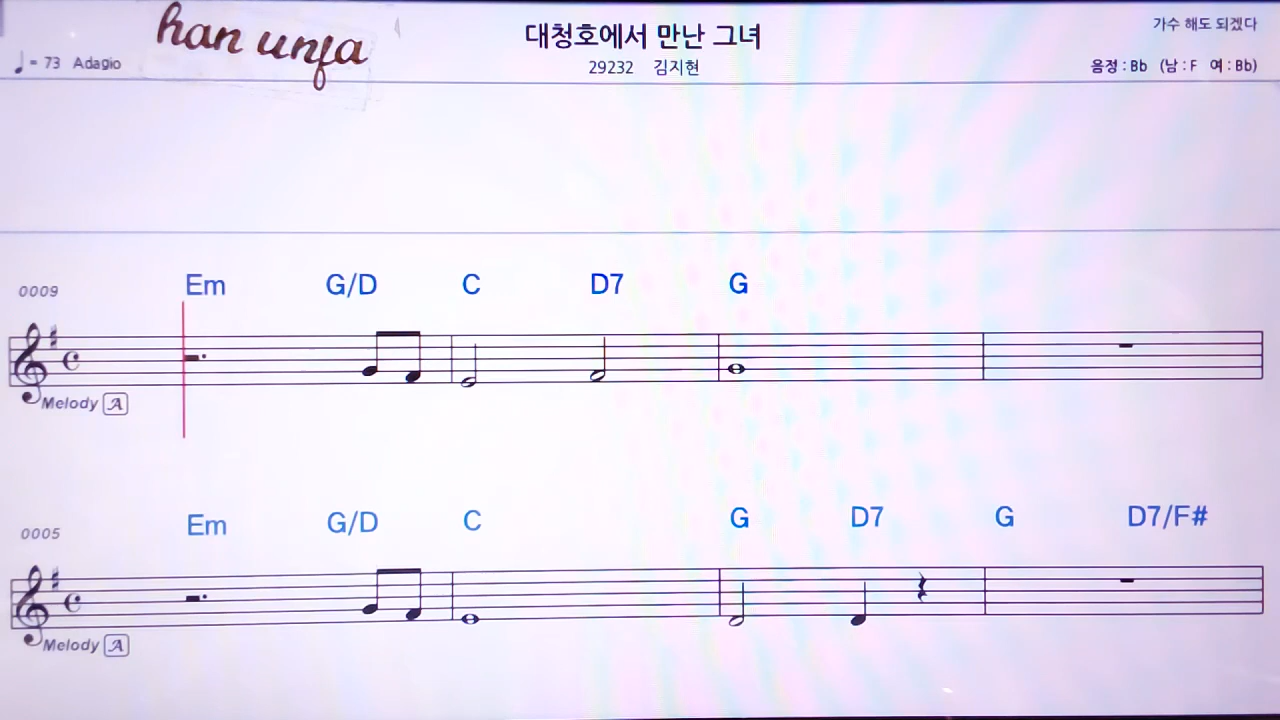 han unfa
대청호에서 만난 그녀
가수 해도 되겠다
♩= 73 Adagio
29232 김지현
음정 : Bb (남 : F 여 : Bb)
0009 Em G/D C D7 G
Melody A
0005 Em G/D C G D7 G D7/F#
Melody A